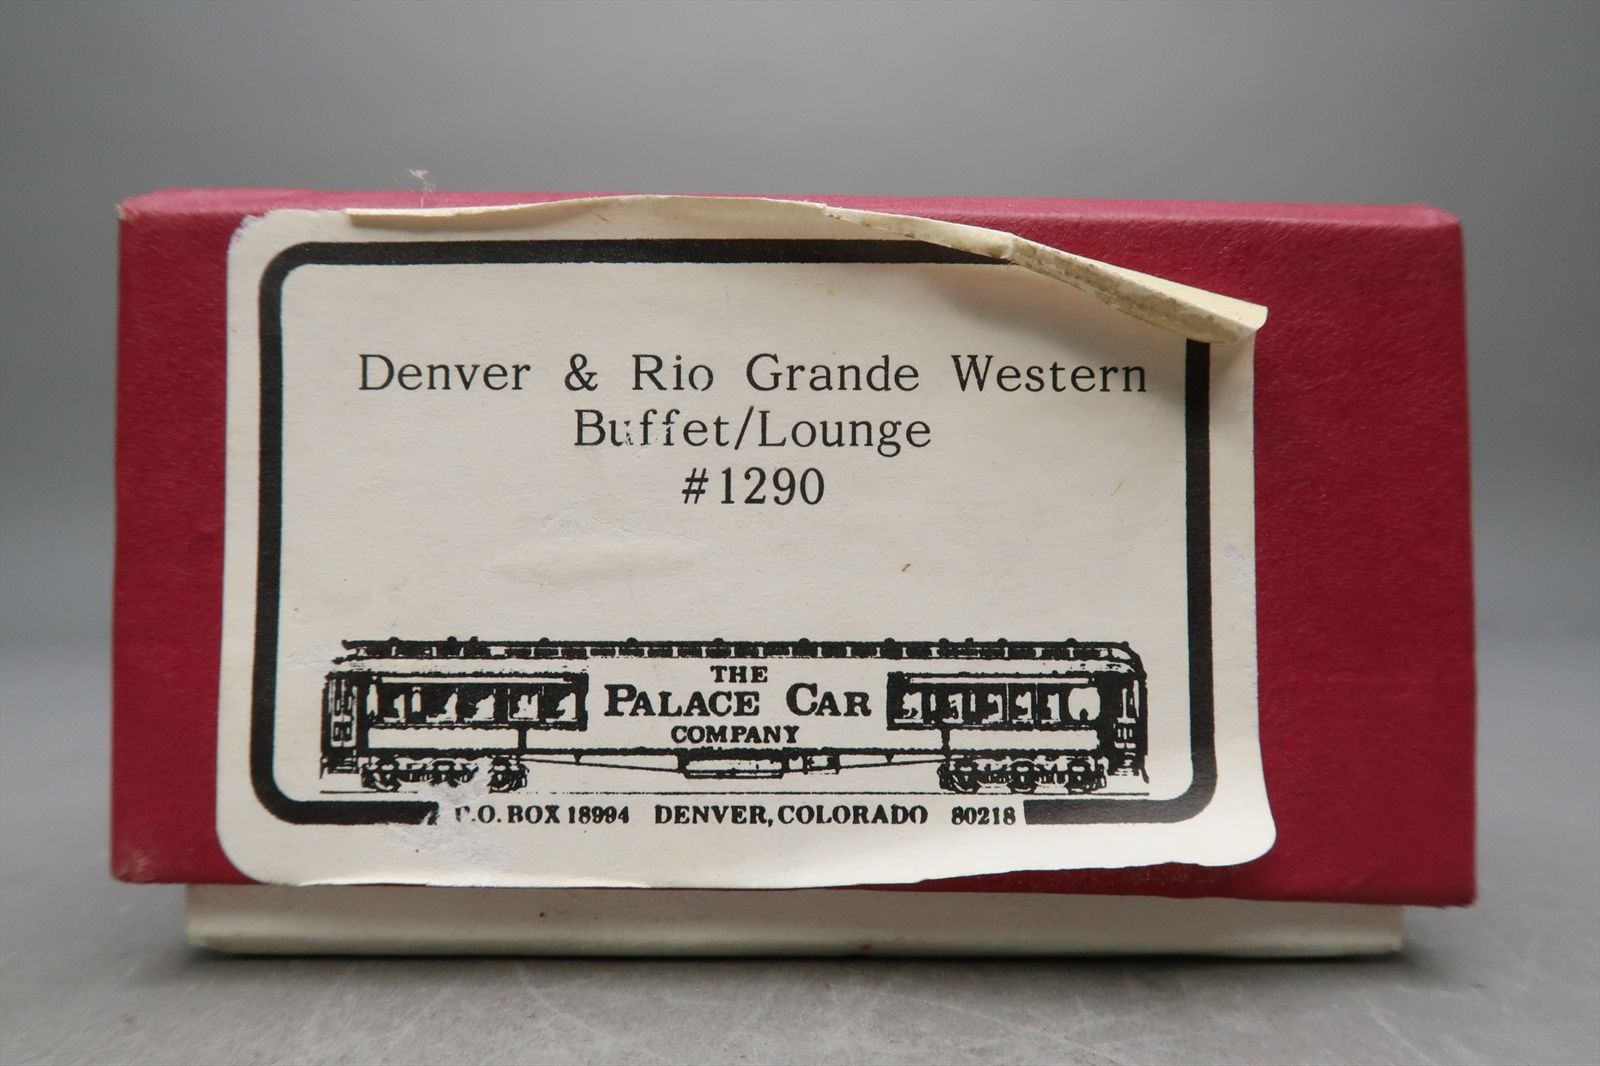 Denver & Rio Grande Western
Buffet/Lounge
#1290
THE
PALACE CAR
COMPANY
P.O. BOX 18994 DENVER, COLORADO 80218